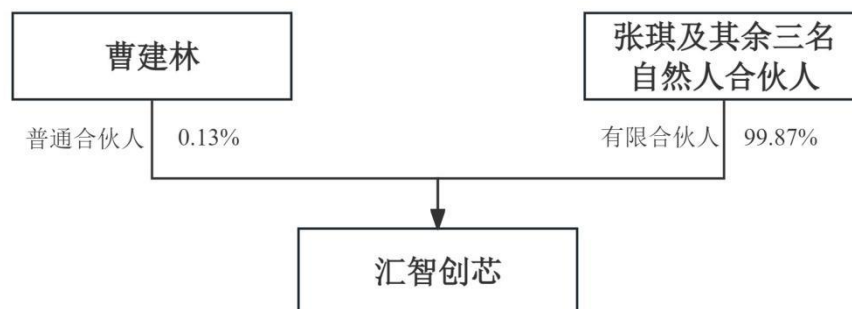 曹建林
张琪及其余三名
自然人合伙人
普通合伙人 0.13%
有限合伙人 99.87%
汇智创芯